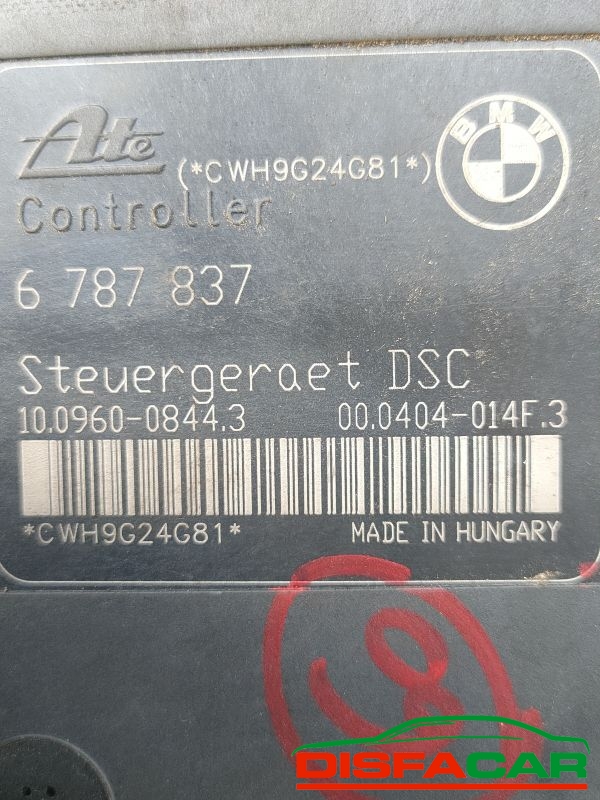 Ate
(*CWH9G24G81*)
BMW
Controller
6 787 837
Steuergeraet DSC
10.0960-0844.3 00.0404-014F.3
*CWH9G24G81* MADE IN HUNGARY
DISFACAR